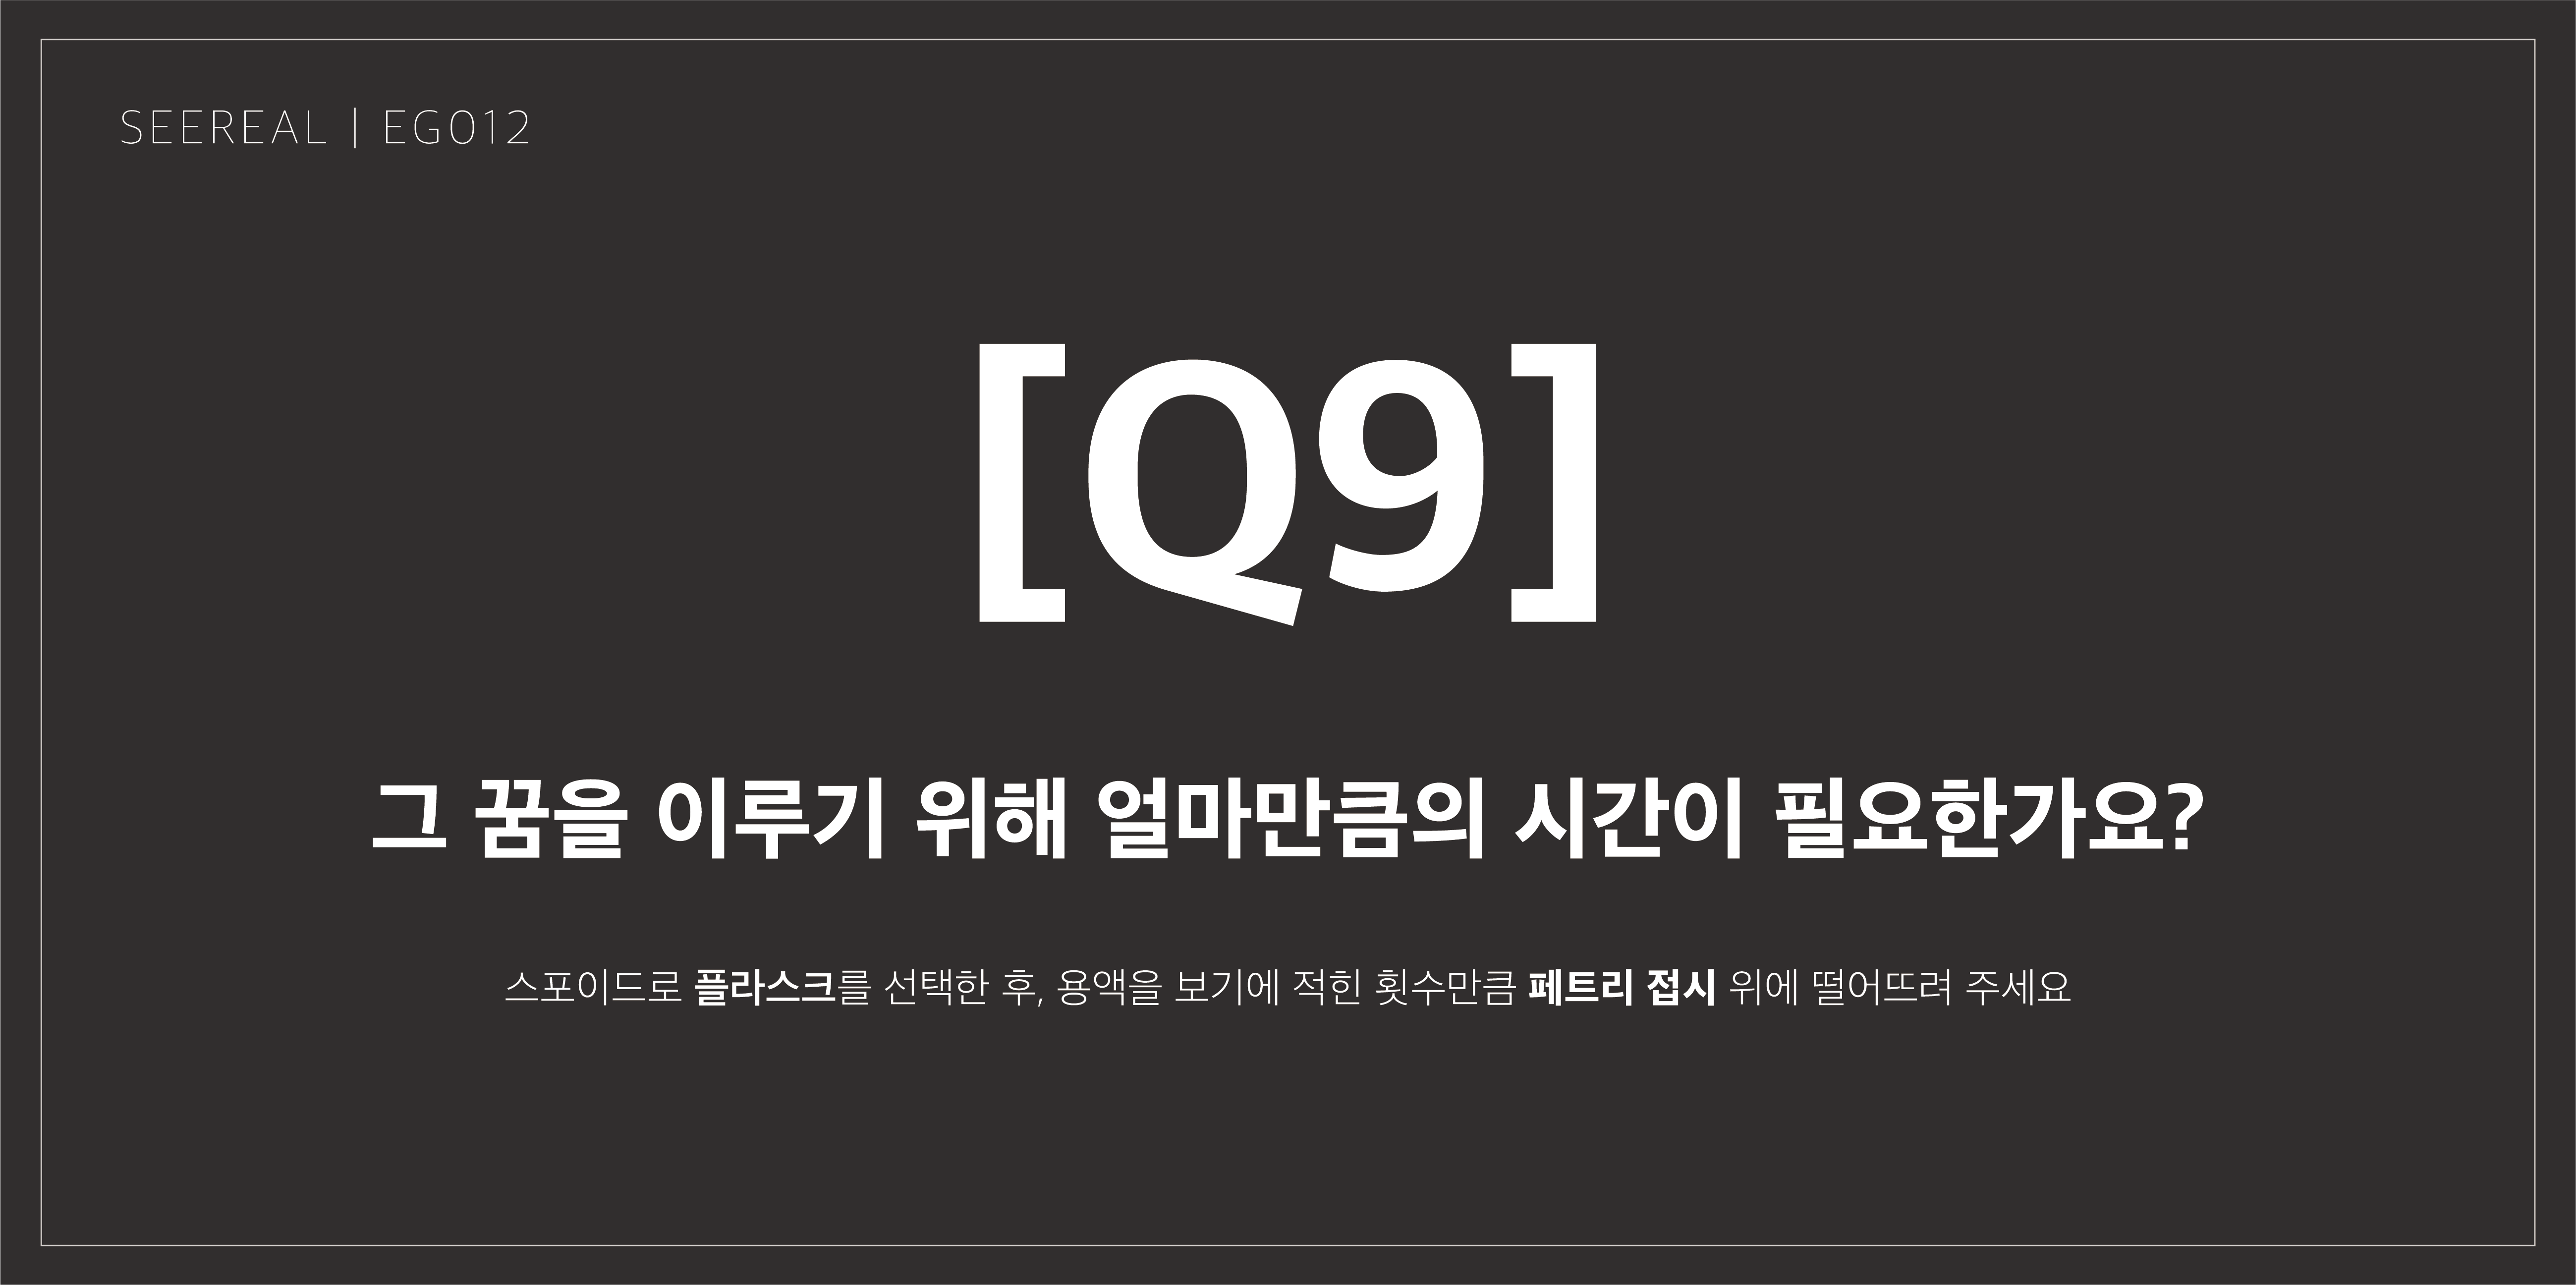 SEEREAL | EG012
[Q9]
그 꿈을 이루기 위해 얼마만큼의 시간이 필요한가요?
스포이드로 플라스크를 선택한 후, 용액을 보기에 적힌 횟수만큼 페트리 접시 위에 떨어뜨려 주세요